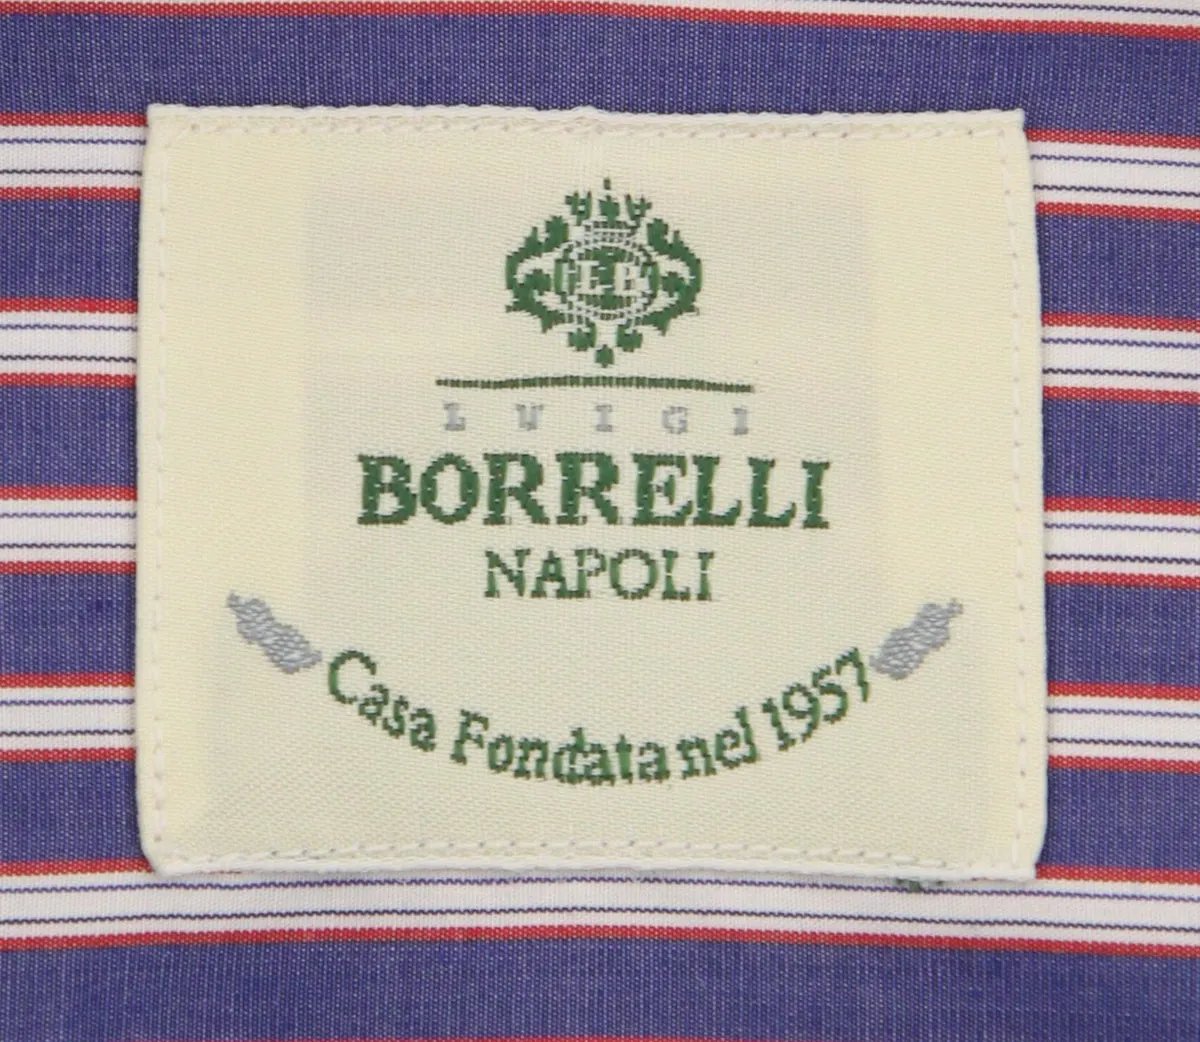 L.B.
LUIGI
BORRELLI
NAPOLI
Casa Fondata nel 1957